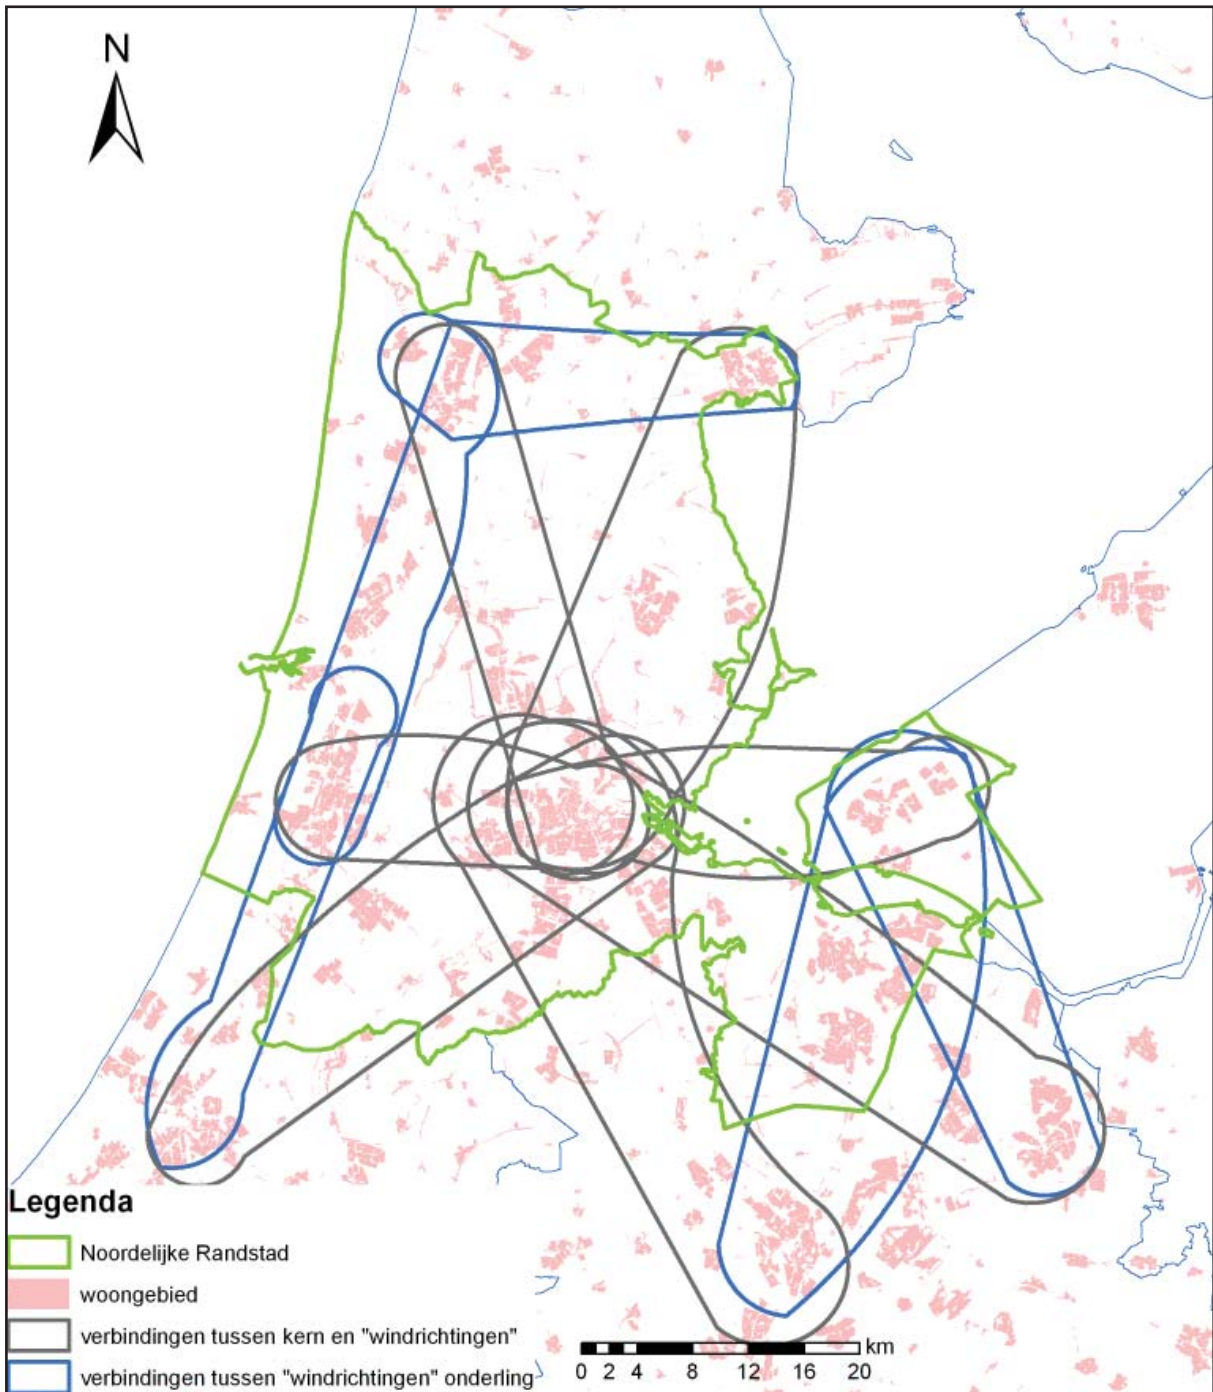 N
Legenda
Noordelijke Randstad
woongebied
verbindingen tussen kern en "windrichtingen"
verbindingen tussen "windrichtingen" onderling
km
0 2 4 8 12 16 20